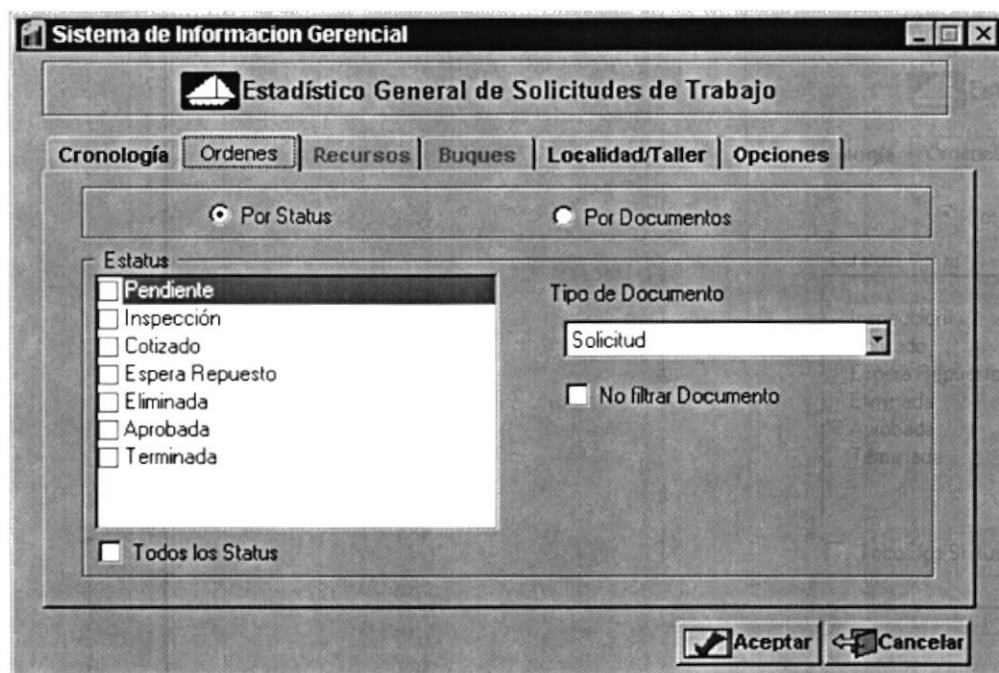 Sistema de Informacion Gerencial
Estadístico General de Solicitudes de Trabajo
Cronología Ordenes Recursos Buques Localidad/Taller Opciones
Por Status Por Documentos
Estatus
Pendiente
Inspección
Cotizado
Espera Repuesto
Eliminada
Aprobada
Terminada
Todos los Status
Tipo de Documento
Solicitud
No filtrar Documento
Aceptar Cancelar